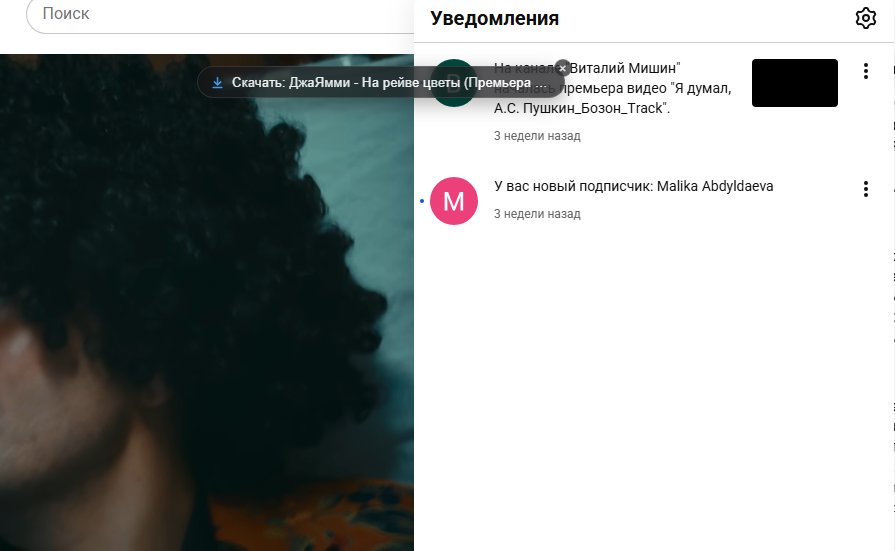 Поиск
Уведомления
Скачать: ДжаЯмми - На рейве цветы (Премьера ...
На канале "Виталий Мишин"
началась премьера видео "Я думал,
А.С. Пушкин_Бозон_Track".
3 недели назад
M
У вас новый подписчик: Malika Abdyldaeva
3 недели назад